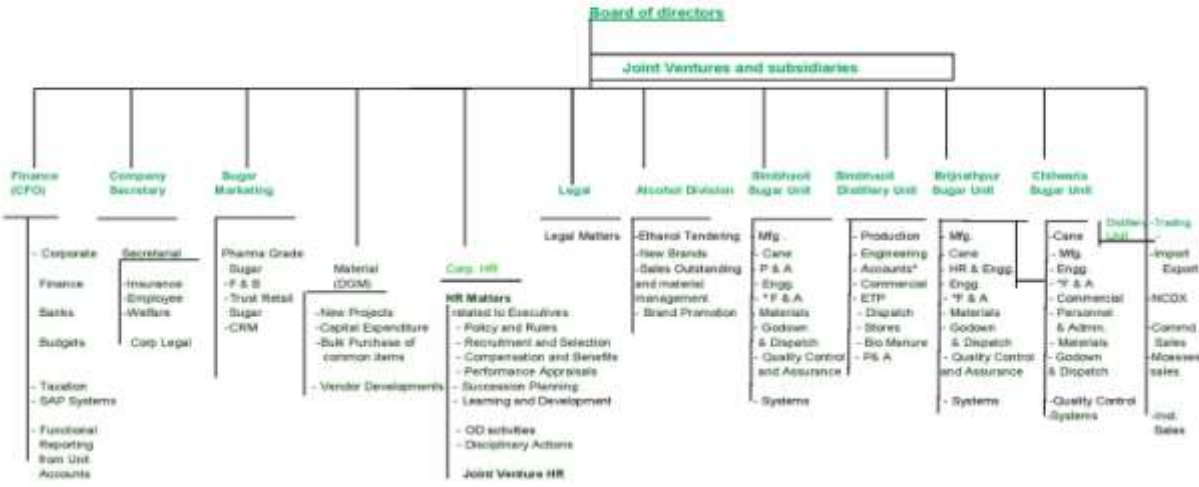 Board of directors
Joint Ventures and subsidiaries
Finance
(CFO)
- Corporate
Finance
Banks
Budgets
- Taxation
- SAP Systems
- Functional
Reporting
from Unit
Accounts
Company
Secretary
Secretarial
-Insurance
-Employee
-Welfare
Corp Legal
Sugar
Marketing
Pharma Grade
Sugar
-F & B
- Trust Retail
Sugar
-CRM
Material
(DGM)
-New Projects
-Capital Expenditure
-Bulk Purchase of
common items
- Vendor Developments
Corp. HR
HR Matters
related to Executives
- Policy and Rules
- Recruitment and Selection
- Compensation and Benefits
- Performance Appraisals
- Succession Planning
- Learning and Development
- OD activities
- Disciplinary Actions
Joint Venture HR
Legal
Legal Matters
Alcohol Division
-Ethanol Tendering
-New Brands
-Sales Outstanding
and material
management
- Brand Promotion
Simbhaoli
Sugar Unit
- Mfg.
- Cane
P & A
- Engg.
- *F & A
- Materials
- Godown
& Dispatch
- Quality Control
and Assurance
- Systems
Simbhaoli
Distillery Unit
- Production
- Engineering
- Accounts*
- Commercial
- ETP
- Dispatch
- Stores
- Bio Manure
- P& A
Brijnathpur
Sugar Unit
- Mfg.
- Cane
- HR & Engg.
Engg.
- *F & A
- Materials
- Godown
& Dispatch
- Quality Control
and Assurance
- Systems
Chilwaria
Sugar Unit
-Cane
- Mfg.
Engg.
- *F & A
- Commercial
- Personnel
& Admin.
- Materials
- Godown
& Dispatch
-Quality Control
-Systems
Distillery
Unit
-Trading
-Import
Export
-NCDX
Sales
sales
-Inst.
Sales